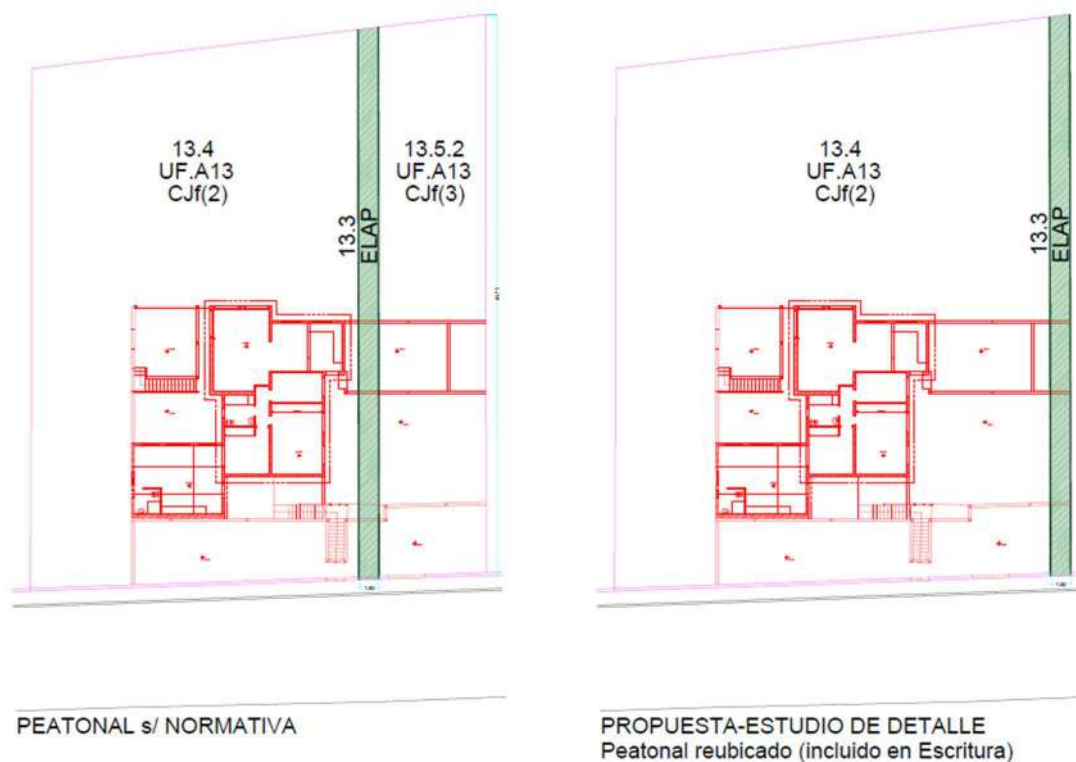 13.4
UF.A13
CJf(2)
13.3
ELAP
13.5.2
UF.A13
CJf(3)
PEATONAL s/ NORMATIVA
13.4
UF.A13
CJf(2)
13.3
ELAP
PROPUESTA-ESTUDIO DE DETALLE
Peatonal reubicado (incluido en Escritura)